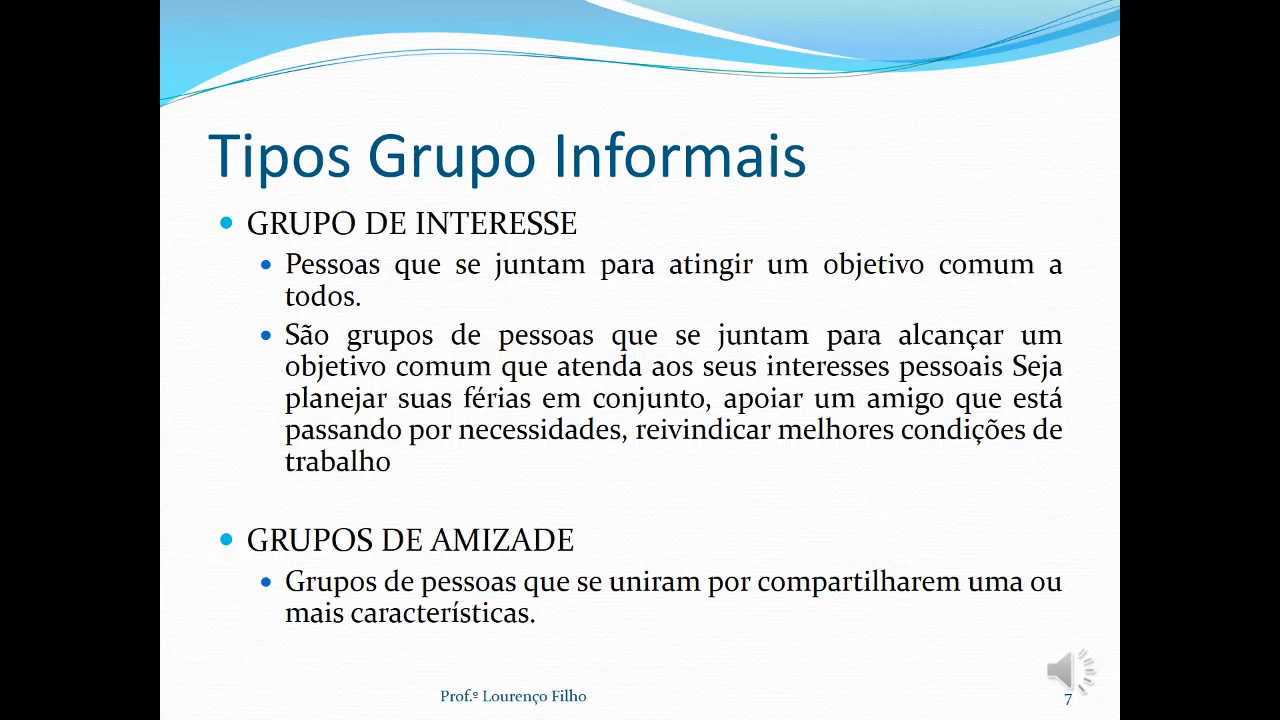 Tipos Grupo Informais
GRUPO DE INTERESSE
Pessoas que se juntam para atingir um objetivo comum a
todos.
São grupos de pessoas que se juntam para alcançar um
objetivo comum que atenda aos seus interesses pessoais Seja
planejar suas férias em conjunto, apoiar um amigo que está
passando por necessidades, reivindicar melhores condições de
trabalho
GRUPOS DE AMIZADE
Grupos de pessoas que se uniram por compartilharem uma ou
mais características.
Prof.º Lourenço Filho
7